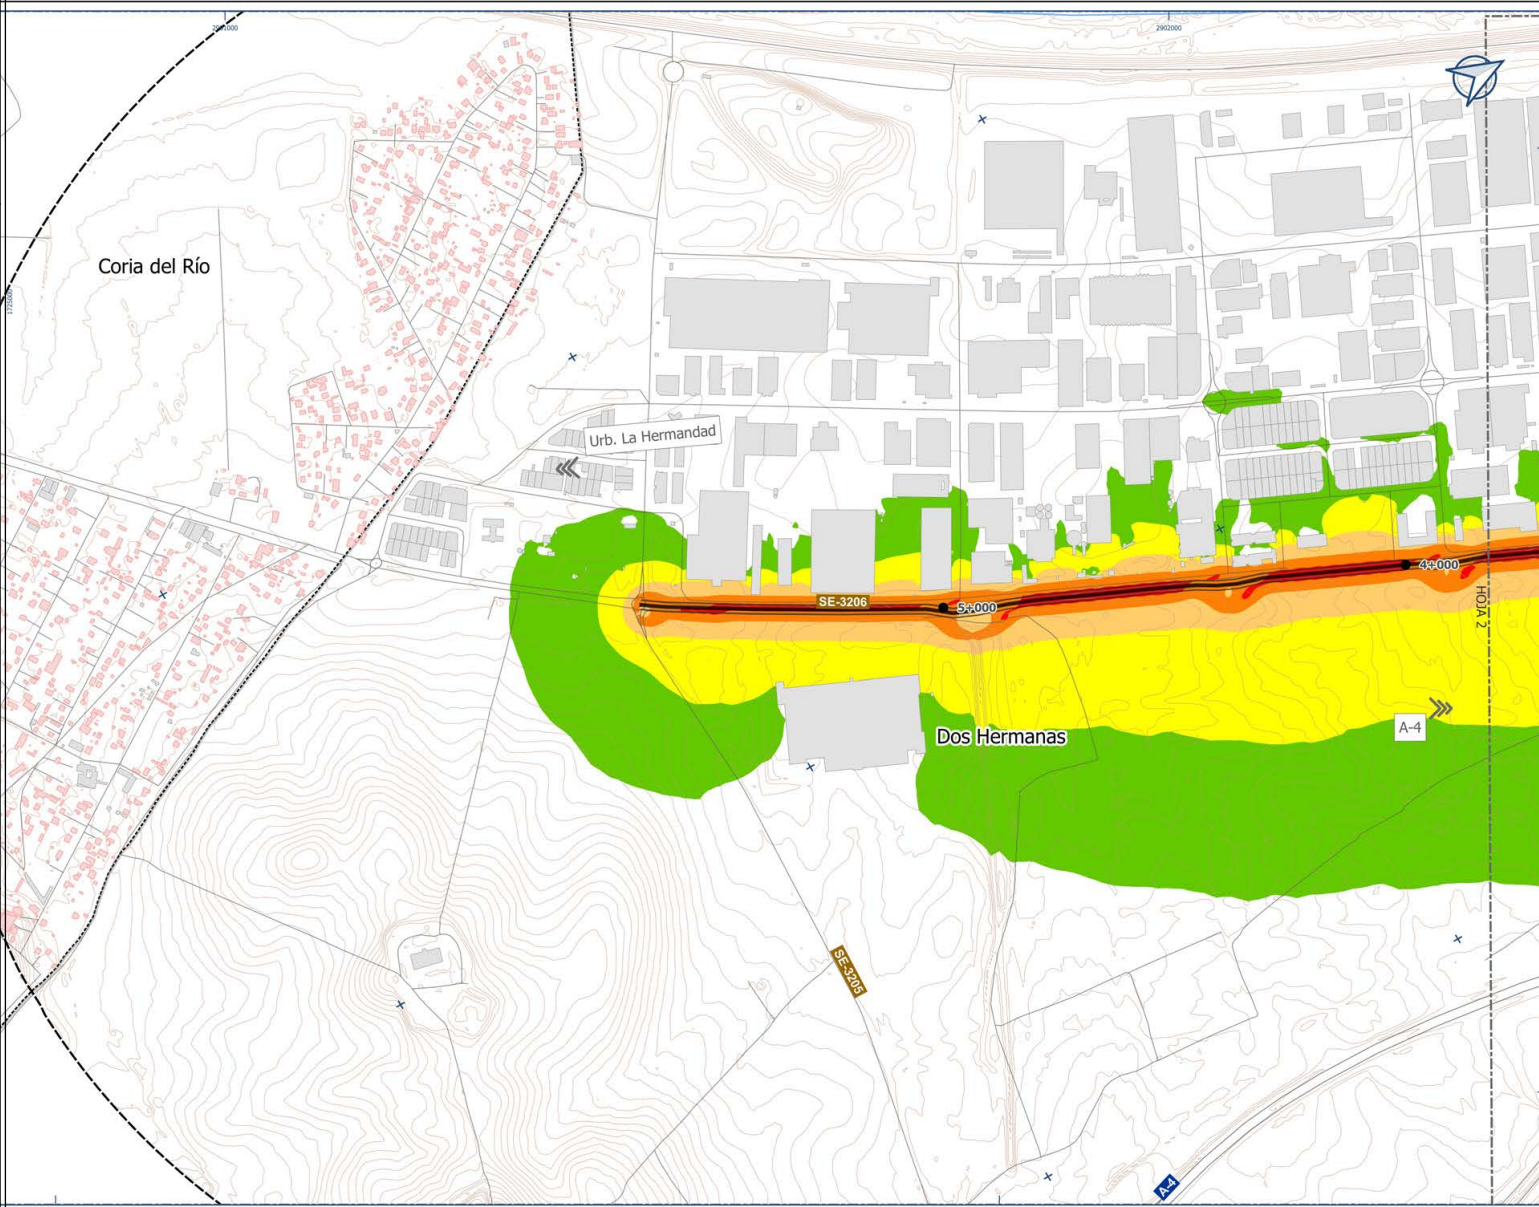 2901000
2902000
Coria del Río
1725000
Urb. La Hermandad
4+000
SE-3206
5+000
HOJA 2
A-4
Dos Hermanas
SE-3205
A-4